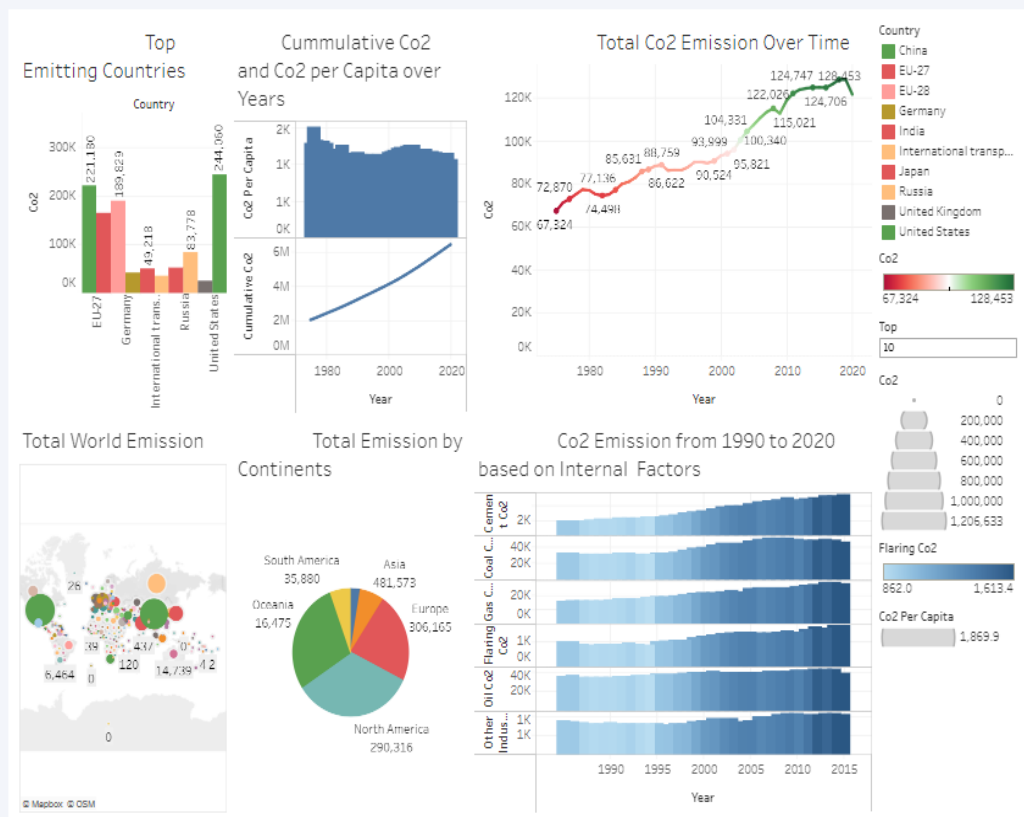 Top
Emitting Countries
Country
Co2
300K
200K
100K
0K
221,180
189,829
49,218
83,778
244,060
EU-27
Germany
International trans..
Russia
United States
Cummulative Co2
and Co2 per Capita over
Years
Co2 Per Capita
2K
1K
1K
0K
Cumulative Co2
6M
4M
2M
0M
1980
2000
2020
Year
Total Co2 Emission Over Time
Co2
120K
100K
80K
60K
40K
20K
0K
67,324
72,870
77,136
74,498
85,631
88,759
86,622
93,999
90,524
95,821
104,331
100,340
122,026
115,021
124,747
124,706
128,453
1980
1990
2000
2010
2020
Year
Country
China
EU-27
EU-28
Germany
India
International transp...
Japan
Russia
United Kingdom
United States
Co2
67,324
128,453
Top
10
Co2
0
200,000
400,000
600,000
800,000
1,000,000
1,206,633
Flaring Co2
862.0
1,613.4
Co2 Per Capita
1,869.9
Total World Emission
26
39
437
0
6,464
0
120
14,739
4.2
0
© Mapbox © OSM
Total Emission by
Continents
South America
35,880
Asia
481,573
Oceania
16,475
Europe
306,165
North America
290,316
Co2 Emission from 1990 to 2020
based on Internal Factors
Cemen
t Co2
2K
Coal C...
40K
20K
Gas C...
20K
0K
Flaring
Co2
1K
0K
Oil Co2
40K
20K
Other
Indus...
1K
1K
1990
1995
2000
2005
2010
2015
Year